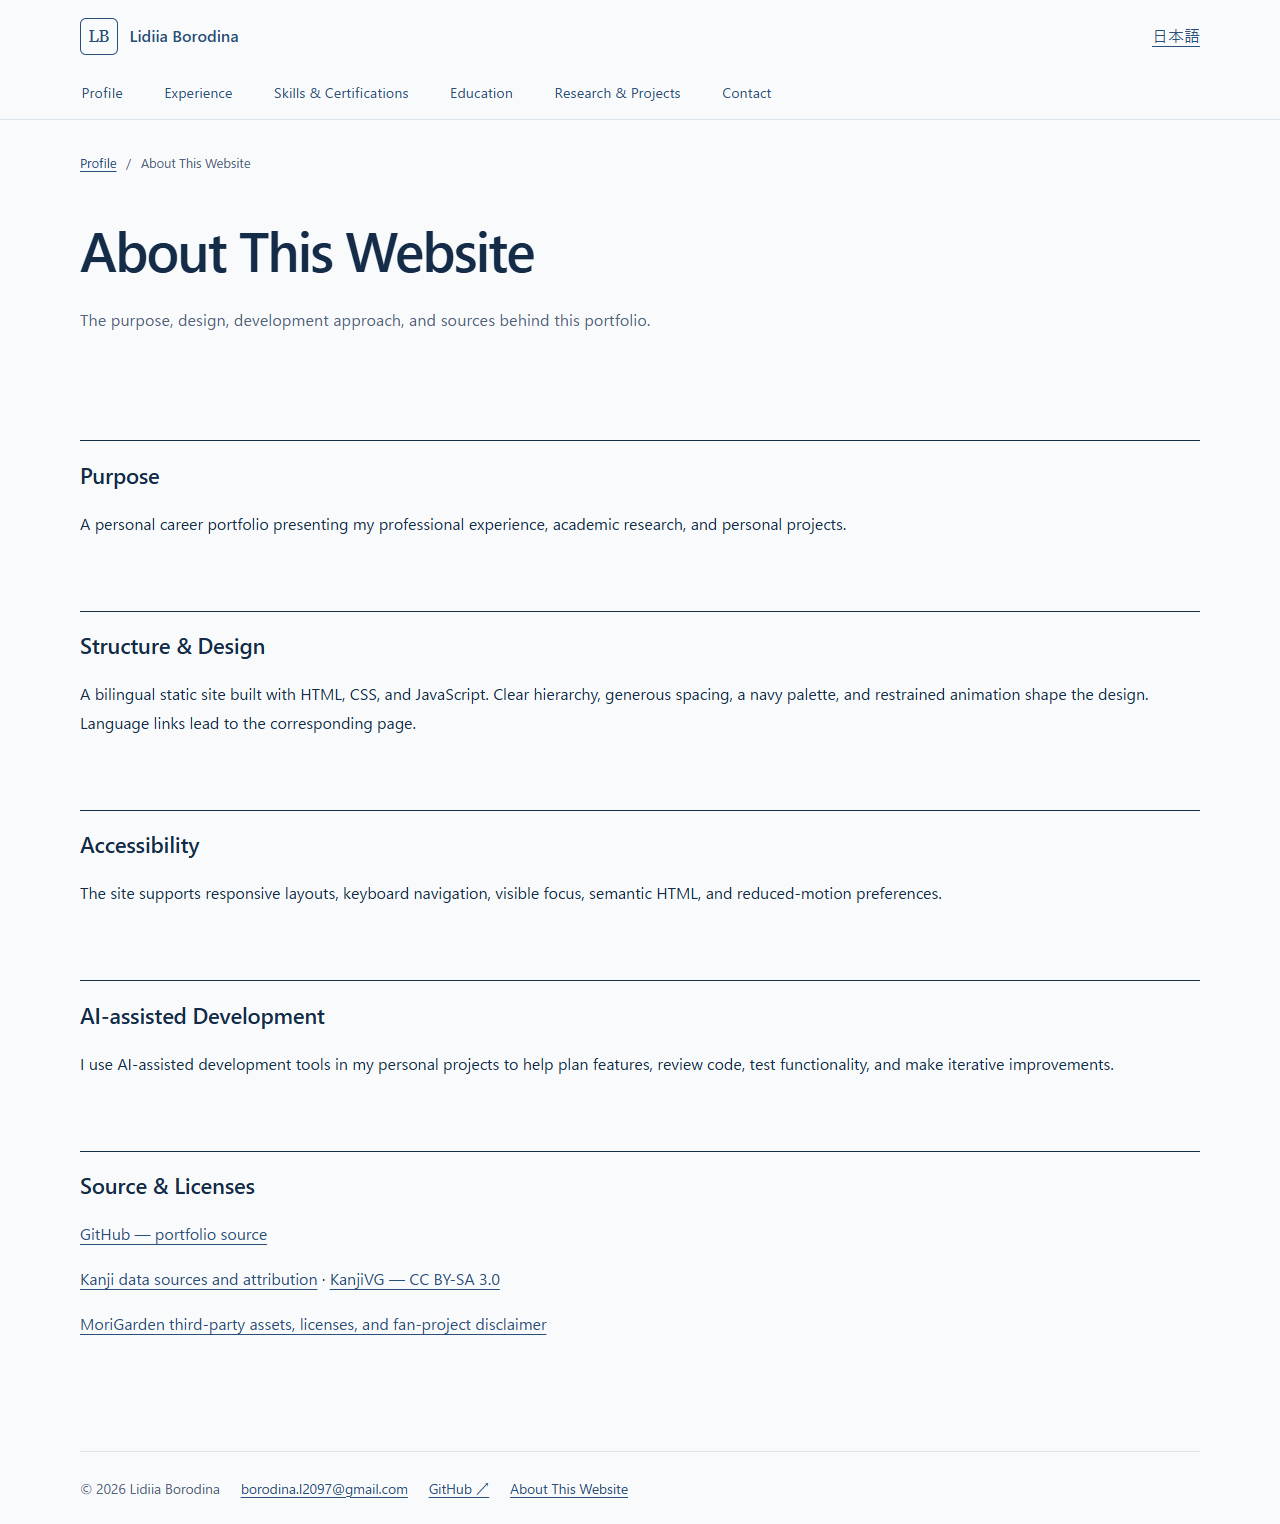 LB Lidiia Borodina
日本語
Profile Experience Skills & Certifications Education Research & Projects Contact
Profile / About This Website
About This Website
The purpose, design, development approach, and sources behind this portfolio.
Purpose
A personal career portfolio presenting my professional experience, academic research, and personal projects.
Structure & Design
A bilingual static site built with HTML, CSS, and JavaScript. Clear hierarchy, generous spacing, a navy palette, and restrained animation shape the design.
Language links lead to the corresponding page.
Accessibility
The site supports responsive layouts, keyboard navigation, visible focus, semantic HTML, and reduced-motion preferences.
AI-assisted Development
I use AI-assisted development tools in my personal projects to help plan features, review code, test functionality, and make iterative improvements.
Source & Licenses
GitHub — portfolio source
Kanji data sources and attribution · KanjiVG — CC BY-SA 3.0
MoriGarden third-party assets, licenses, and fan-project disclaimer
© 2026 Lidiia Borodina borodina.l2097@gmail.com GitHub ↗ About This Website